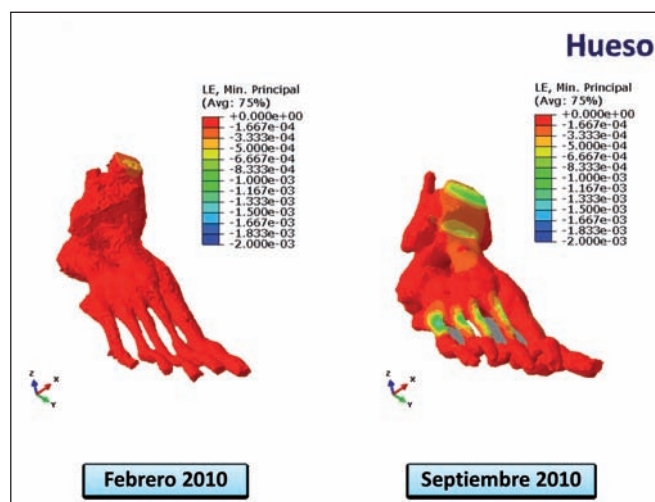 Hueso
LE, Min. Principal
(Avg: 75%)
+0.000e+00
-1.667e-04
-3.333e-04
-5.000e-04
-6.667e-04
-8.333e-04
-1.000e-03
-1.167e-03
-1.333e-03
-1.500e-03
-1.667e-03
-1.833e-03
-2.000e-03
Z
X
Y
Febrero 2010
LE, Min. Principal
(Avg: 75%)
+0.000e+00
-1.667e-04
-3.333e-04
-5.000e-04
-6.667e-04
-8.333e-04
-1.000e-03
-1.167e-03
-1.333e-03
-1.500e-03
-1.667e-03
-1.833e-03
-2.000e-03
Z
X
Y
Septiembre 2010